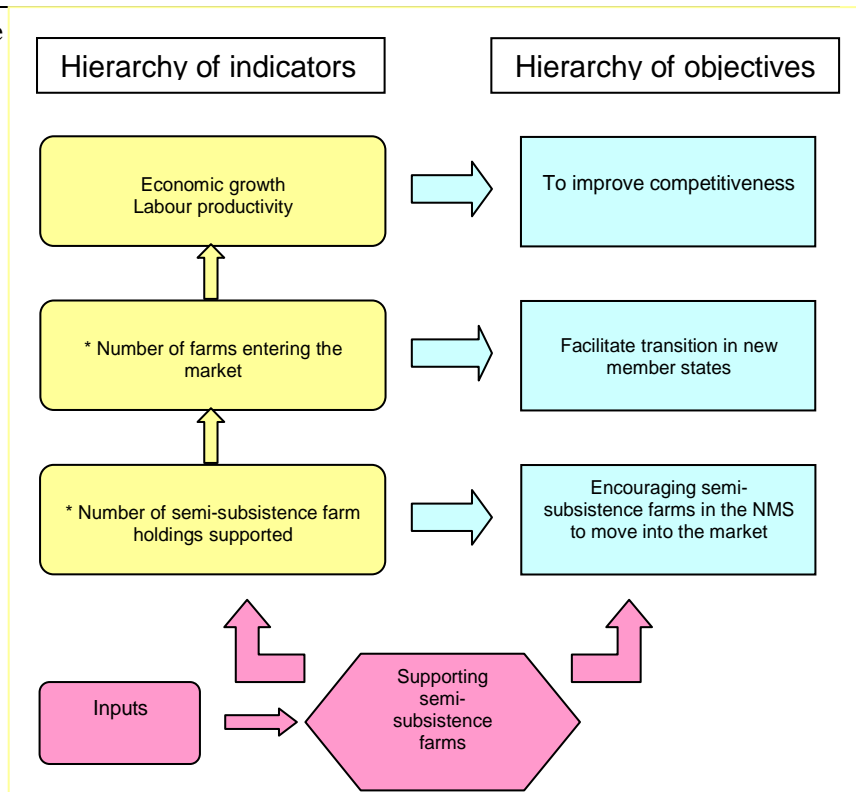 e
Hierarchy of indicators
Hierarchy of objectives
Economic growth
Labour productivity
To improve competitiveness
* Number of farms entering the
market
Facilitate transition in new
member states
* Number of semi-subsistence farm
holdings supported
Encouraging semi-
subsistence farms in the NMS
to move into the market
Inputs
Supporting
semi-
subsistence
farms